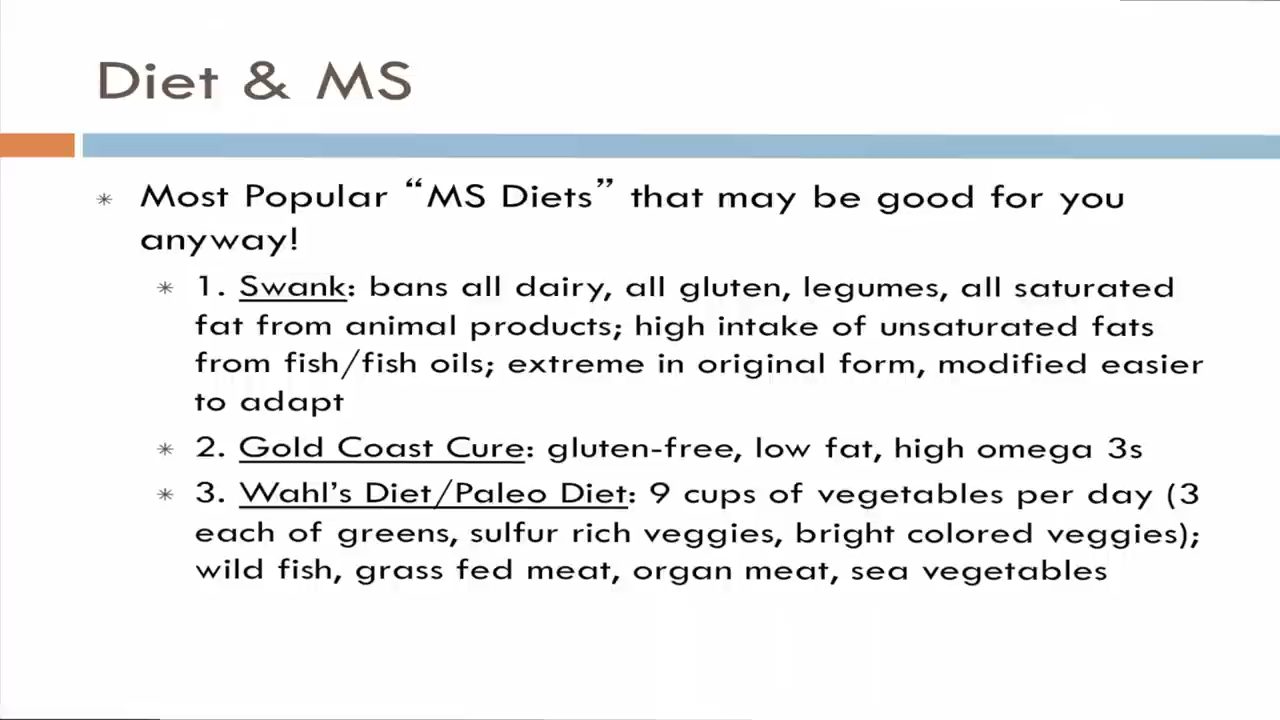 Diet & MS
* Most Popular “MS Diets” that may be good for you
anyway!
* 1. Swank: bans all dairy, all gluten, legumes, all saturated
fat from animal products; high intake of unsaturated fats
from fish/fish oils; extreme in original form, modified easier
to adapt
* 2. Gold Coast Cure: gluten-free, low fat, high omega 3s
* 3. Wahl’s Diet/Paleo Diet: 9 cups of vegetables per day (3
each of greens, sulfur rich veggies, bright colored veggies);
wild fish, grass fed meat, organ meat, sea vegetables